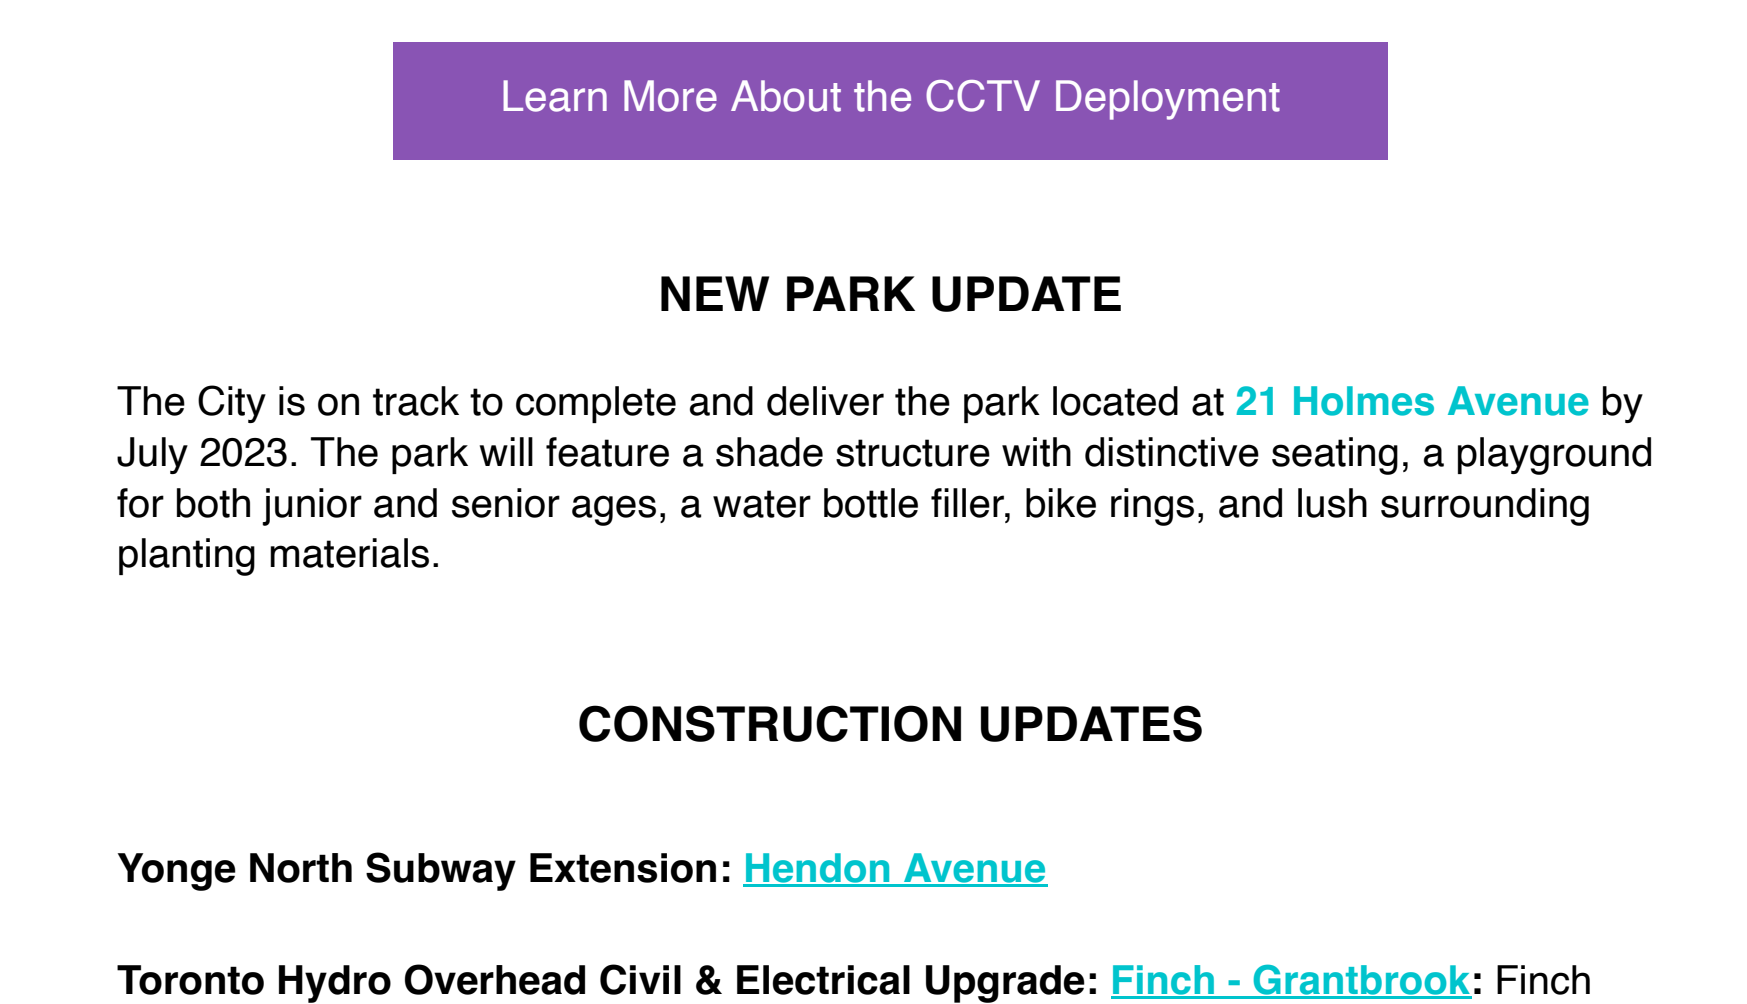 Learn More About the CCTV Deployment
NEW PARK UPDATE
The City is on track to complete and deliver the park located at 21 Holmes Avenue by
July 2023. The park will feature a shade structure with distinctive seating, a playground
for both junior and senior ages, a water bottle filler, bike rings, and lush surrounding
planting materials.
CONSTRUCTION UPDATES
Yonge North Subway Extension: Hendon Avenue
Toronto Hydro Overhead Civil & Electrical Upgrade: Finch - Grantbrook: Finch